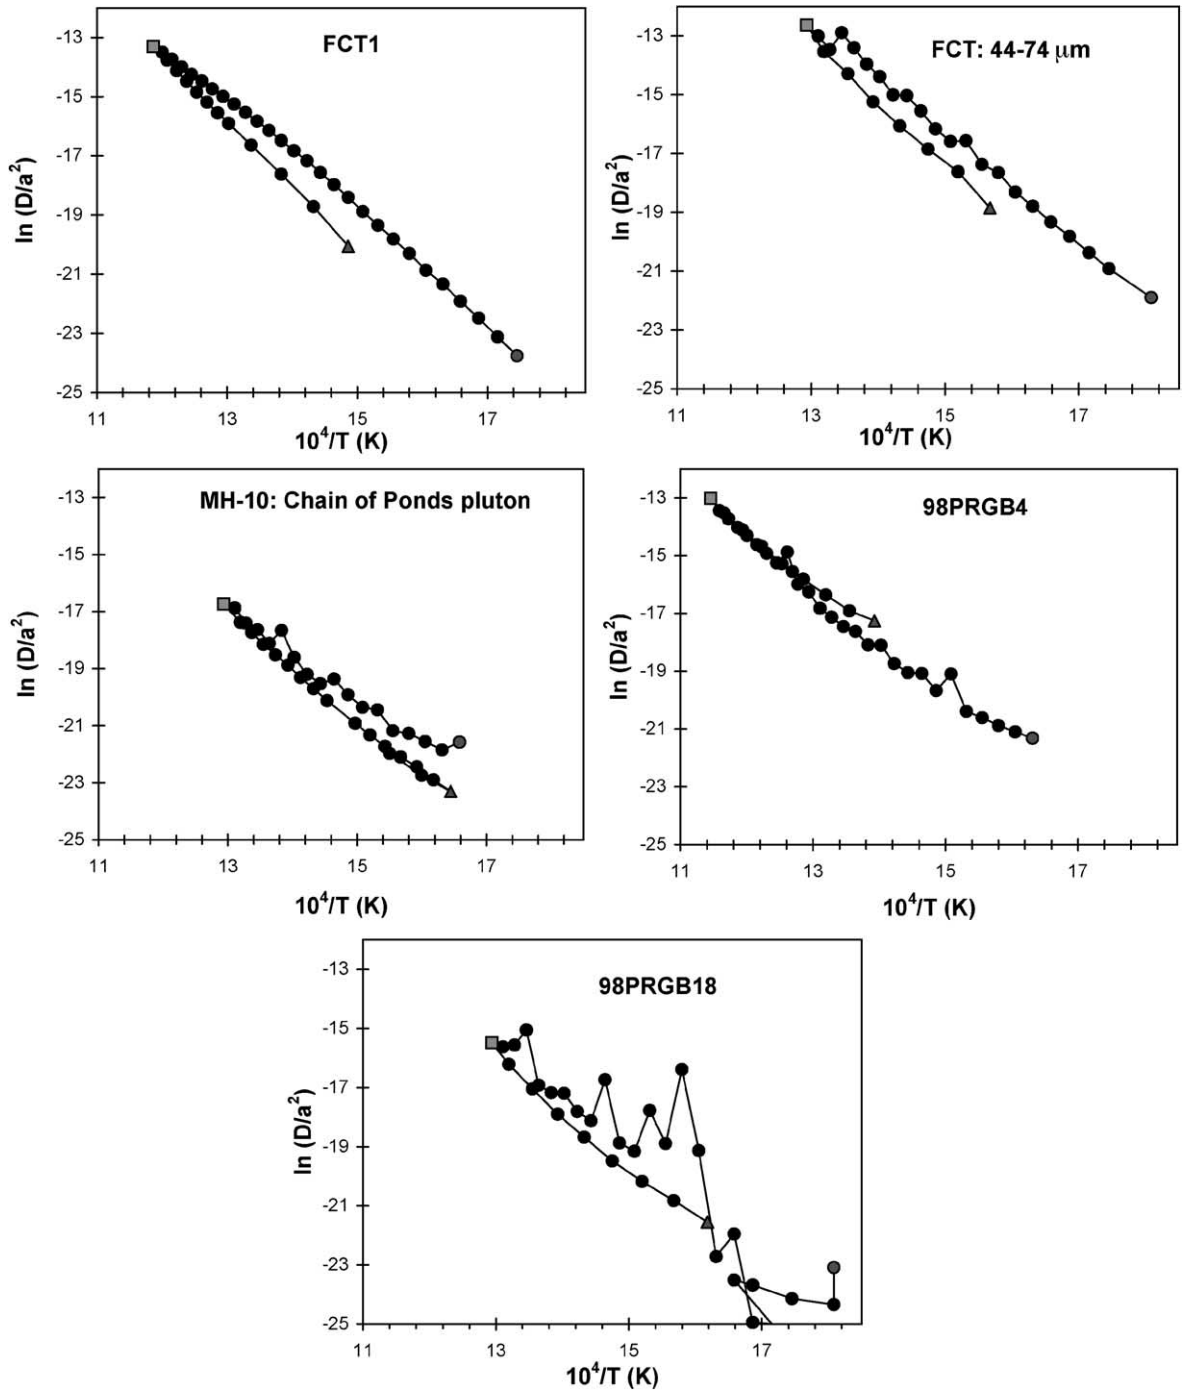 FCT1
-13
-15
-17
-19
-21
-23
-25
ln (D/a²)
11 13 15 17
10⁴/T (K)
FCT: 44-74 μm
-13
-15
-17
-19
-21
-23
-25
ln (D/a²)
11 13 15 17
10⁴/T (K)
MH-10: Chain of Ponds pluton
-13
-15
-17
-19
-21
-23
-25
ln (D/a²)
11 13 15 17
10⁴/T (K)
98PRGB4
-13
-15
-17
-19
-21
-23
-25
ln (D/a²)
11 13 15 17
10⁴/T (K)
98PRGB18
-13
-15
-17
-19
-21
-23
-25
ln (D/a²)
11 13 15 17
10⁴/T (K)